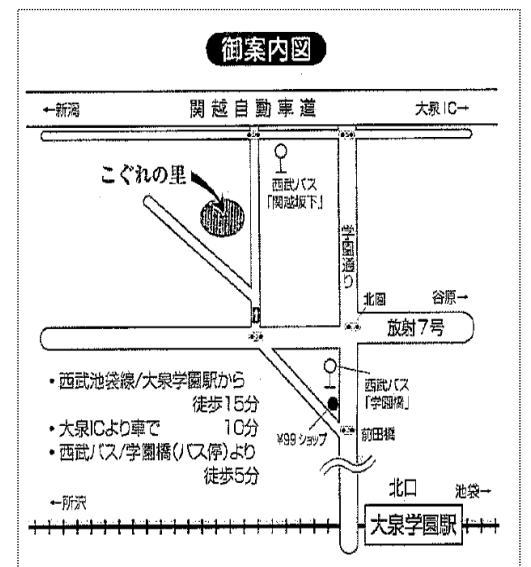 御案内図
←新潟
関越自動車道
大泉IC→
こぐれの里
西武バス
「関越坂下」
学園通り
北園
谷原→
放射7号
・西武池袋線/大泉学園駅から
徒歩15分
・大泉ICより車で 10分
・西武バス/学園橋(バス停)より
徒歩5分
西武バス
「学園橋」
¥99ショップ
前田橋
←所沢
北口
池袋→
大泉学園駅